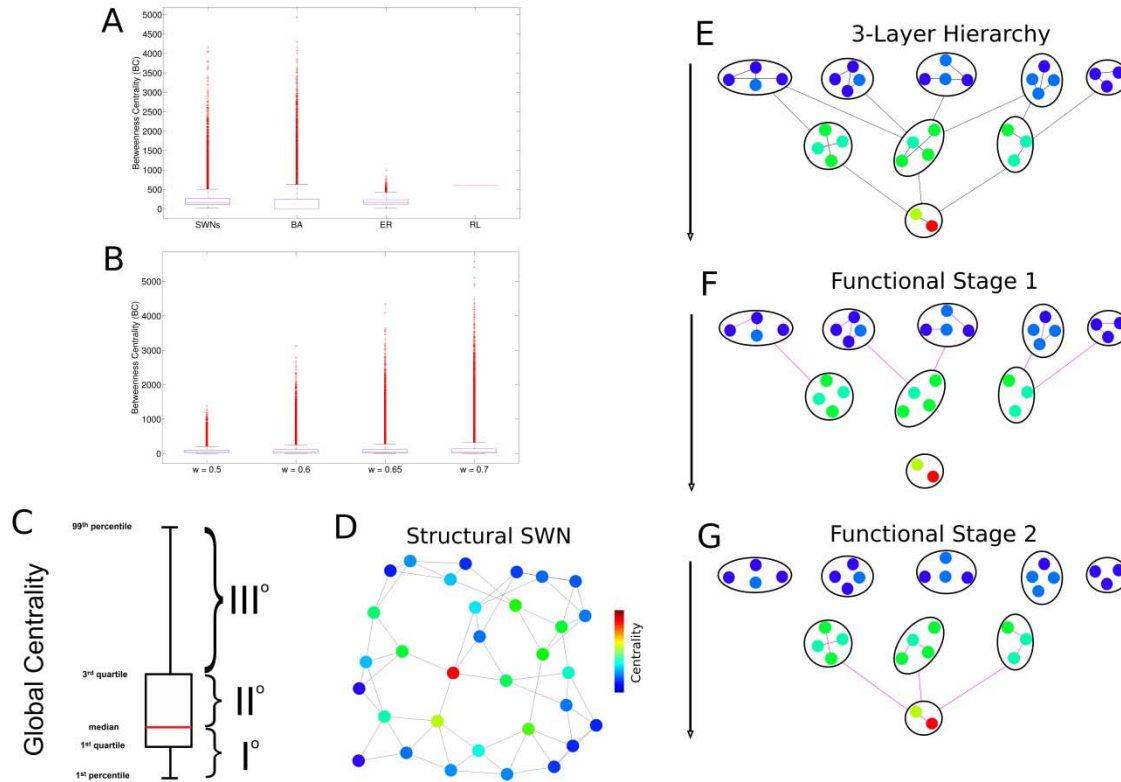 A
Betweenness Centrality (BC)
5000
4500
4000
3500
3000
2500
2000
1500
1000
500
0
SWNs BA ER RL
B
Betweenness Centrality (BC)
5000
4000
3000
2000
1000
0
w = 0.5 w = 0.6 w = 0.65 w = 0.7
C
Global Centrality
99th percentile
3rd quartile
median
1st quartile
1st percentile
IIIº
IIº
Iº
D
Structural SWN
Centrality
E
3-Layer Hierarchy
F
Functional Stage 1
G
Functional Stage 2